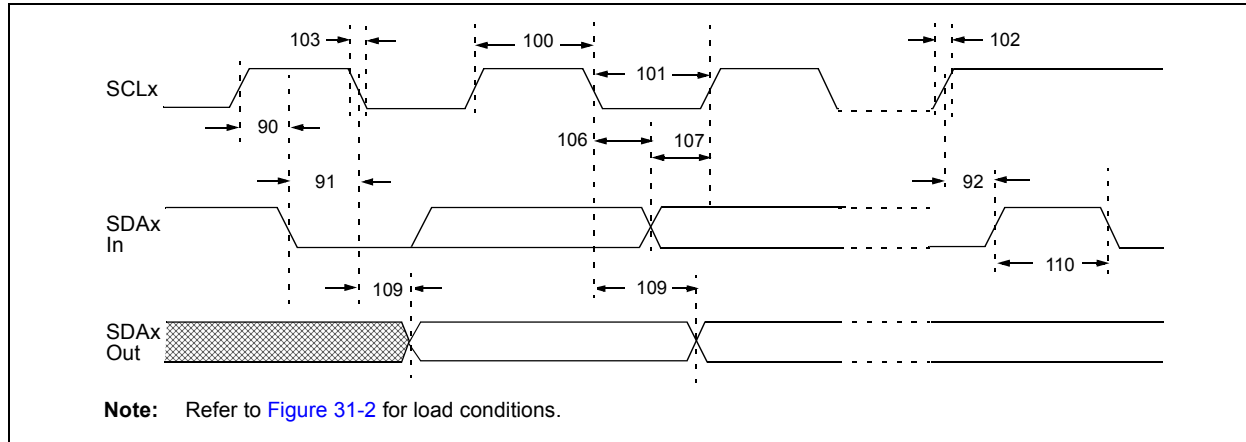 103
100
102
SCLx
101
90
106
107
91
92
SDAx
In
110
109
109
SDAx
Out
Note: Refer to Figure 31-2 for load conditions.